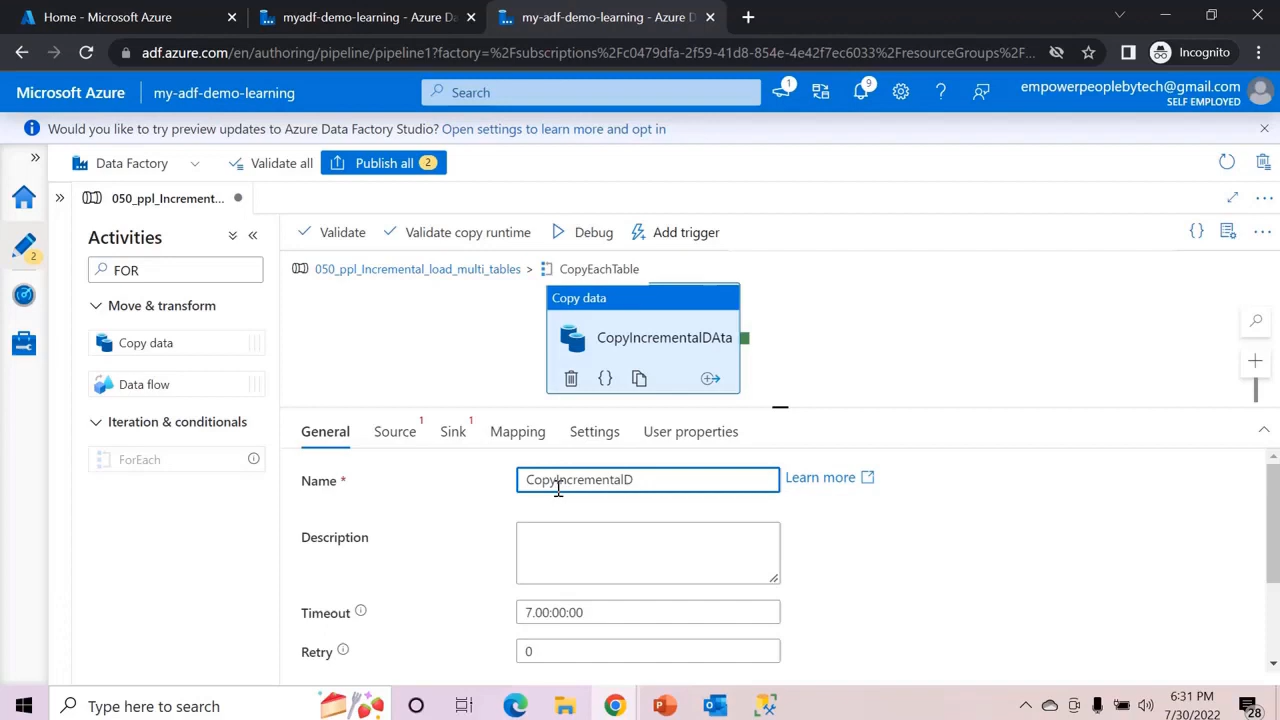 Home - Microsoft Azure
myadf-demo-learning - Azure Da
my-adf-demo-learning - Azure D
adf.azure.com/en/authoring/pipeline/pipeline1?factory=%2Fsubscriptions%2Fc0479dfa-2f59-41d8-854e-4e42f7ec6033%2FresourceGroups%2F...
Incognito
Microsoft Azure
my-adf-demo-learning
Search
1
9
empowerpeoplebytech@gmail.com
SELF EMPLOYED
Would you like to try preview updates to Azure Data Factory Studio? Open settings to learn more and opt in
Data Factory
Validate all
Publish all 2
050_ppl_Increment...
2
Activities
FOR
Move & transform
Copy data
Data flow
Iteration & conditionals
ForEach
Validate
Validate copy runtime
Debug
Add trigger
050_ppl_Incremental_load_multi_tables > CopyEachTable
Copy data
CopyIncrementalDAta
General
Source 1
Sink 1
Mapping
Settings
User properties
Name *
CopyIncrementalD
Learn more
Description
Timeout
7.00:00:00
Retry
0
Type here to search
6:31 PM
7/30/2022
28